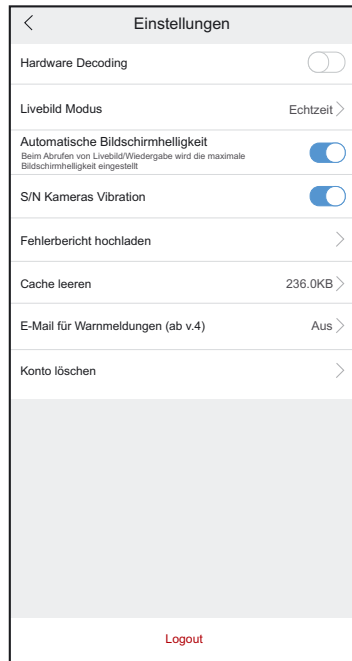 Einstellungen
Hardware Decoding
Livebild Modus Echtzeit
Automatische Bildschirmhelligkeit
Beim Abrufen von Livebild/Wiedergabe wird die maximale
Bildschirmhelligkeit eingestellt
S/N Kameras Vibration
Fehlerbericht hochladen
Cache leeren 236.0KB
E-Mail für Warnmeldungen (ab v.4) Aus
Konto löschen
Logout